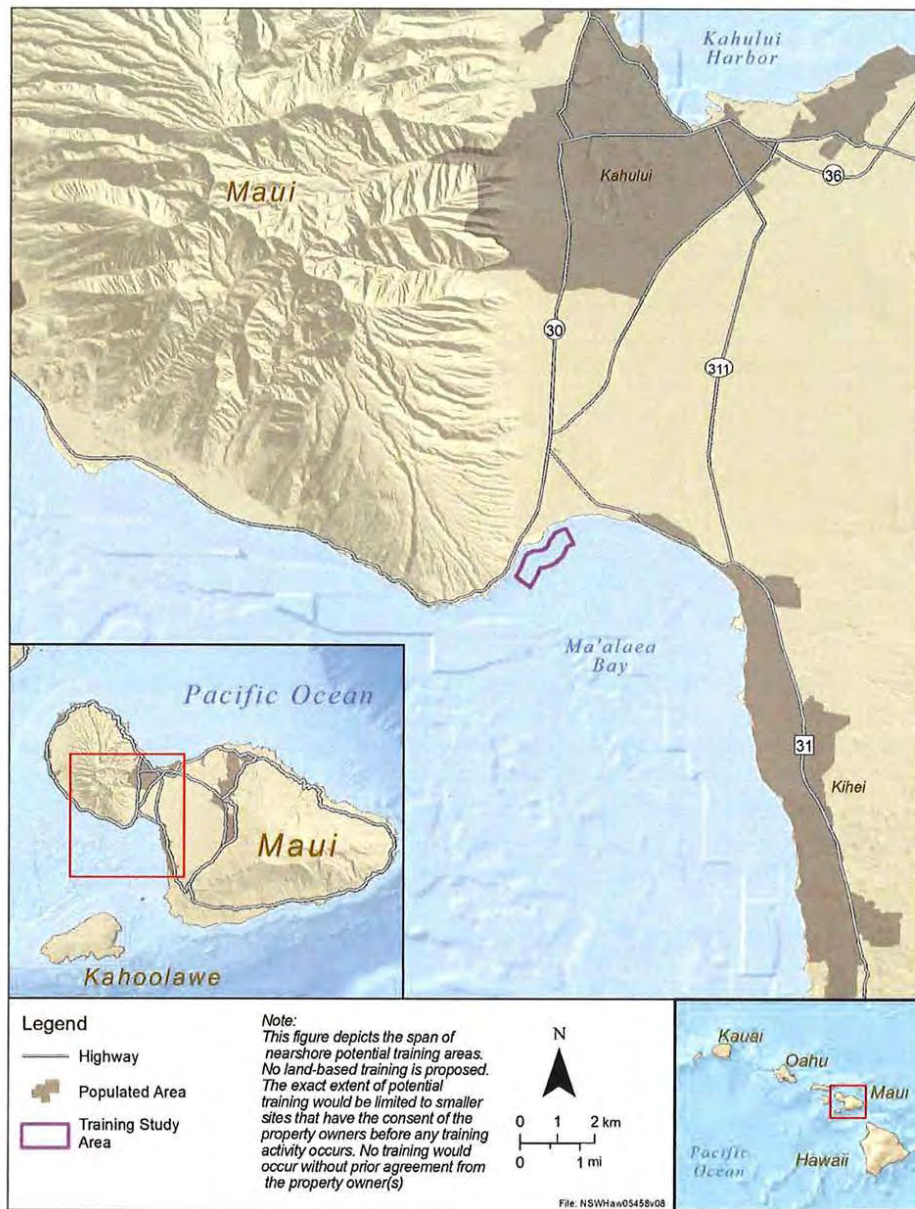 Kahului
Harbor
Maui
Kahului
36
30
311
Ma'alaea
Bay
31
Kihei
Pacific Ocean
Maui
Kahoolawe
Legend
Highway
Populated Area
Training Study
Area
Note:
This figure depicts the span of
nearshore potential training areas.
No land-based training is proposed.
The exact extent of potential
training would be limited to smaller
sites that have the consent of the
property owners before any training
activity occurs. No training would
occur without prior agreement from
the property owner(s)
N
0 1 2 km
0 1 mi
File: NSWHaw05458v08
Kauai
Oahu
Maui
Pacific
Ocean
Hawaii